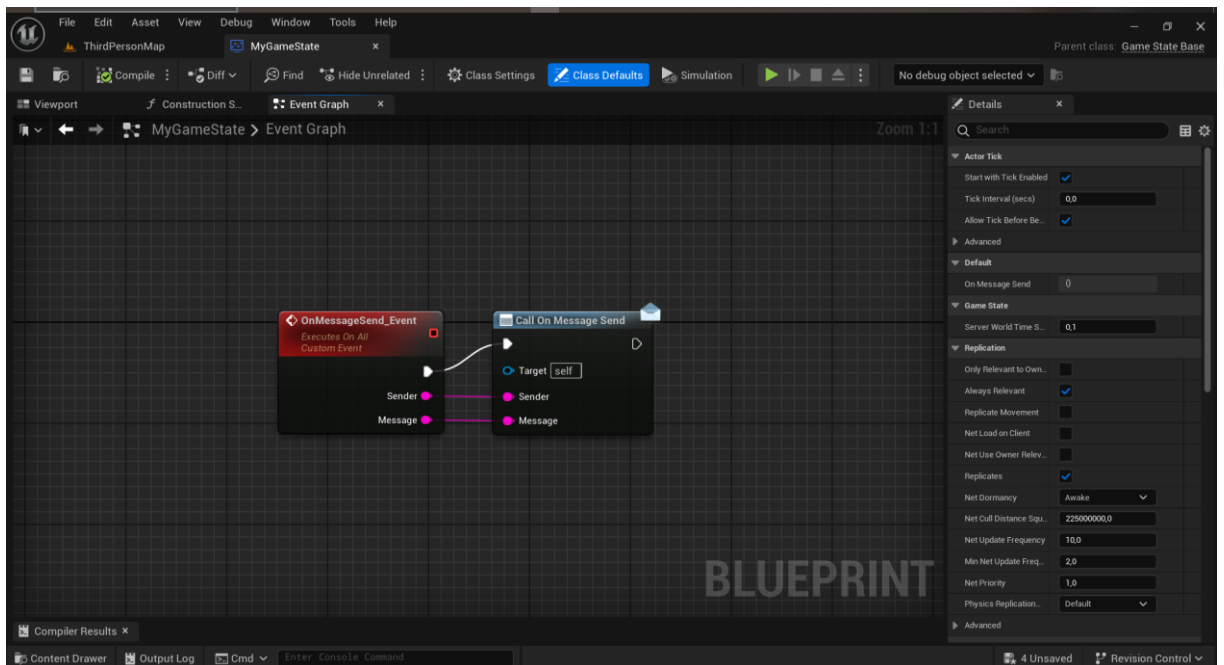 File Edit Asset View Debug Window Tools Help
ThirdPersonMap MyGameState Parent class: Game State Base
Compile Diff Find Hide Unrelated Class Settings Class Defaults Simulation No debug object selected
Viewport Construction S... Event Graph Details
MyGameState > Event Graph Zoom 1:1 Search
Actor Tick
Start with Tick Enabled
Tick Interval (secs) 0,0
Allow Tick Before Be...
Advanced
Default
On Message Send ()
Game State
Server World Time S... 0,1
Replication
Only Relevant to Own...
Always Relevant
Replicate Movement
Net Load on Client
Net Use Owner Relev...
Replicates
Net Dormancy Awake
Net Cull Distance Squ... 225000000,0
Net Update Frequency 10,0
Min Net Update Freq... 2,0
Net Priority 1,0
Physics Replication... Default
Advanced
OnMessageSend_Event
Executes On All
Custom Event
Sender
Message
Call On Message Send
Target self
Sender
Message
BLUEPRINT
Compiler Results
Content Drawer Output Log Cmd Enter Console Command 4 Unsaved Revision Control